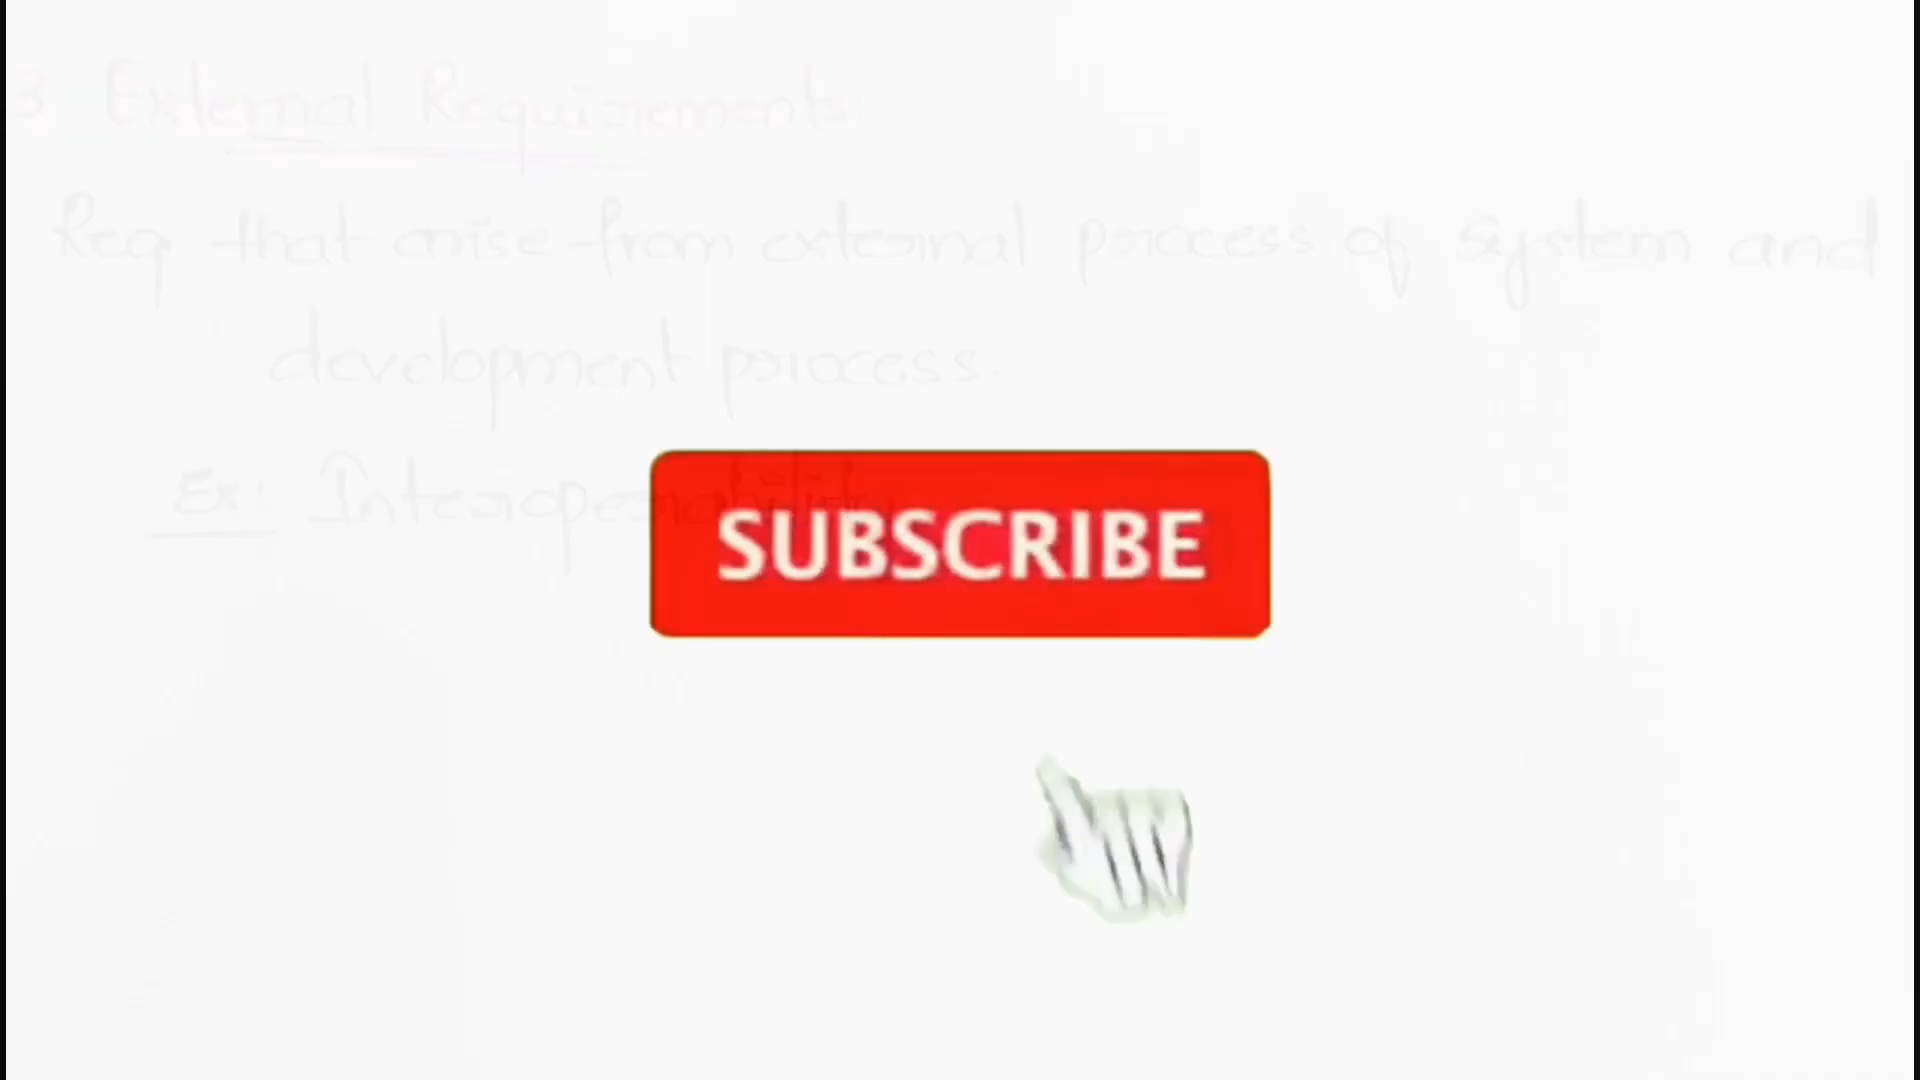 3 External Requirements:
Req that arise from external process of system and
development process.
Ex: Interoperability
SUBSCRIBE